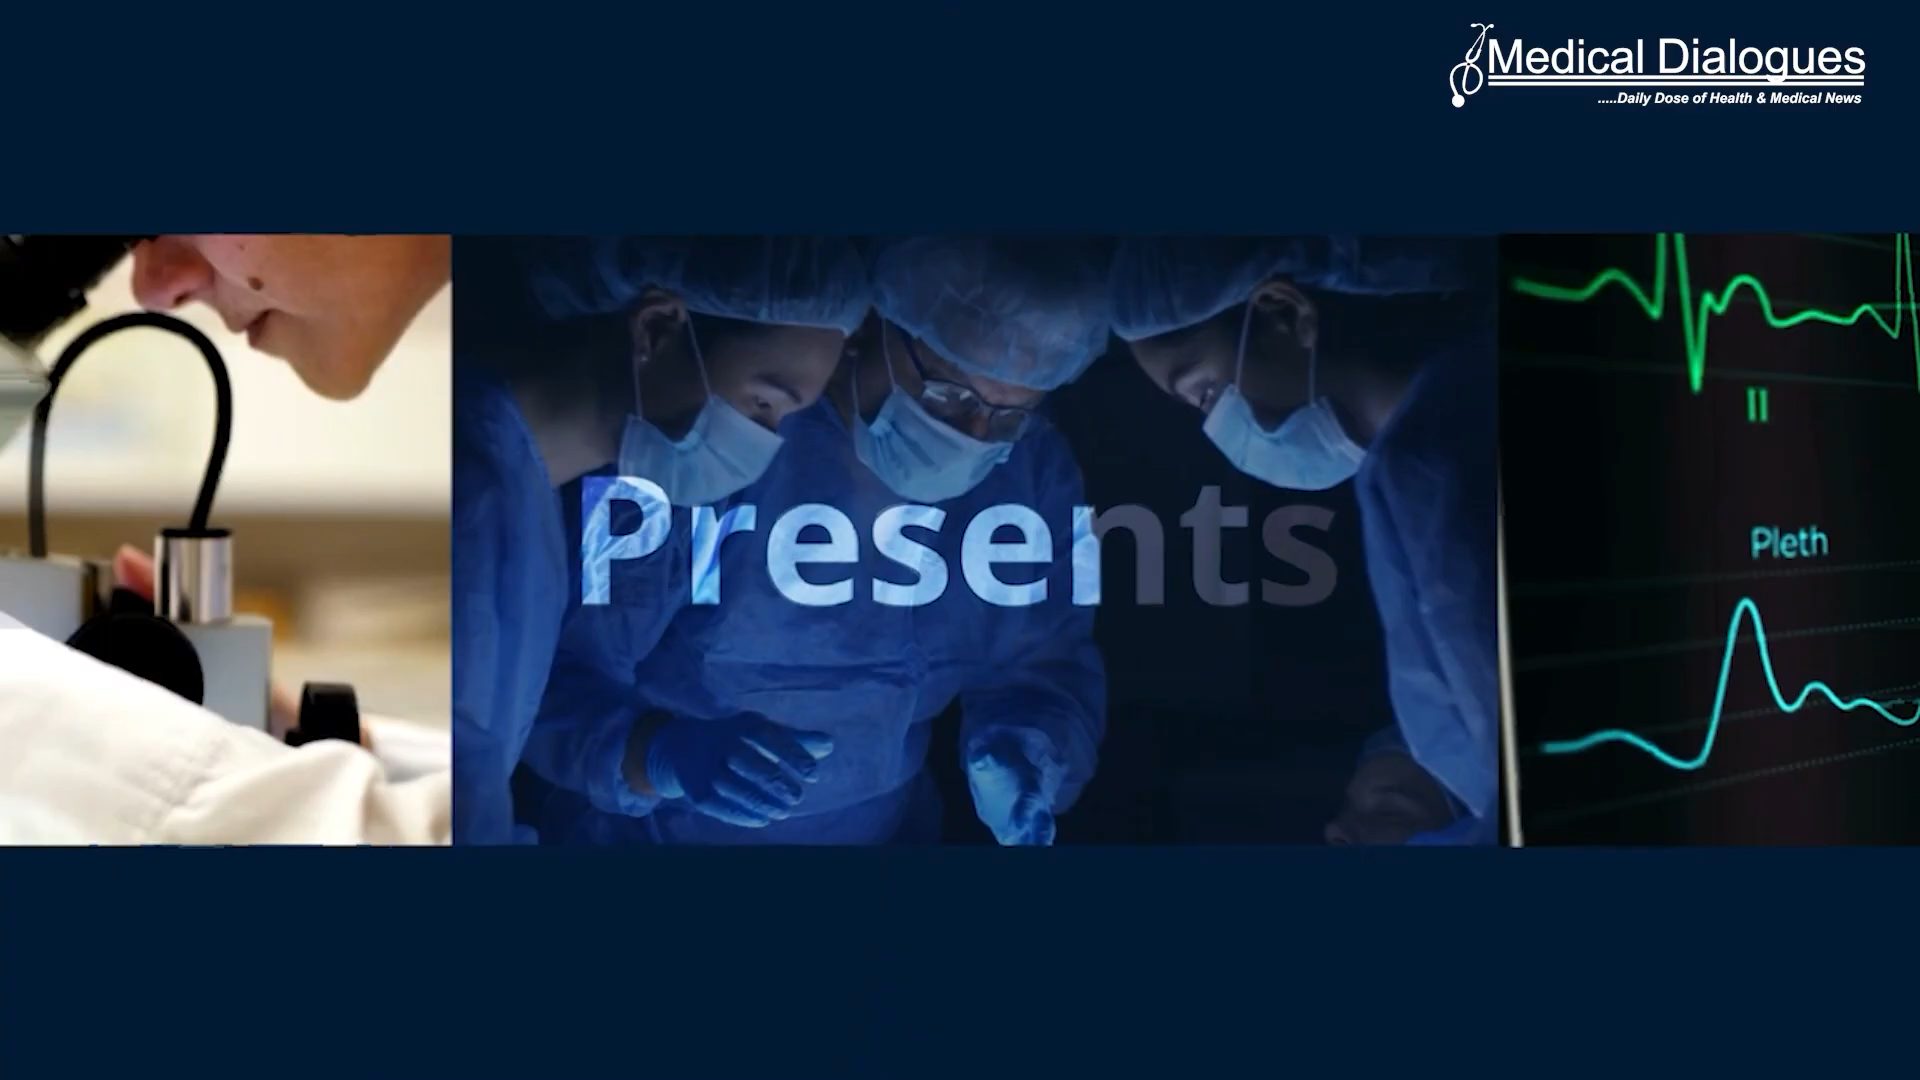 Medical Dialogues
.....Daily Dose of Health & Medical News
Presents
II
Pleth